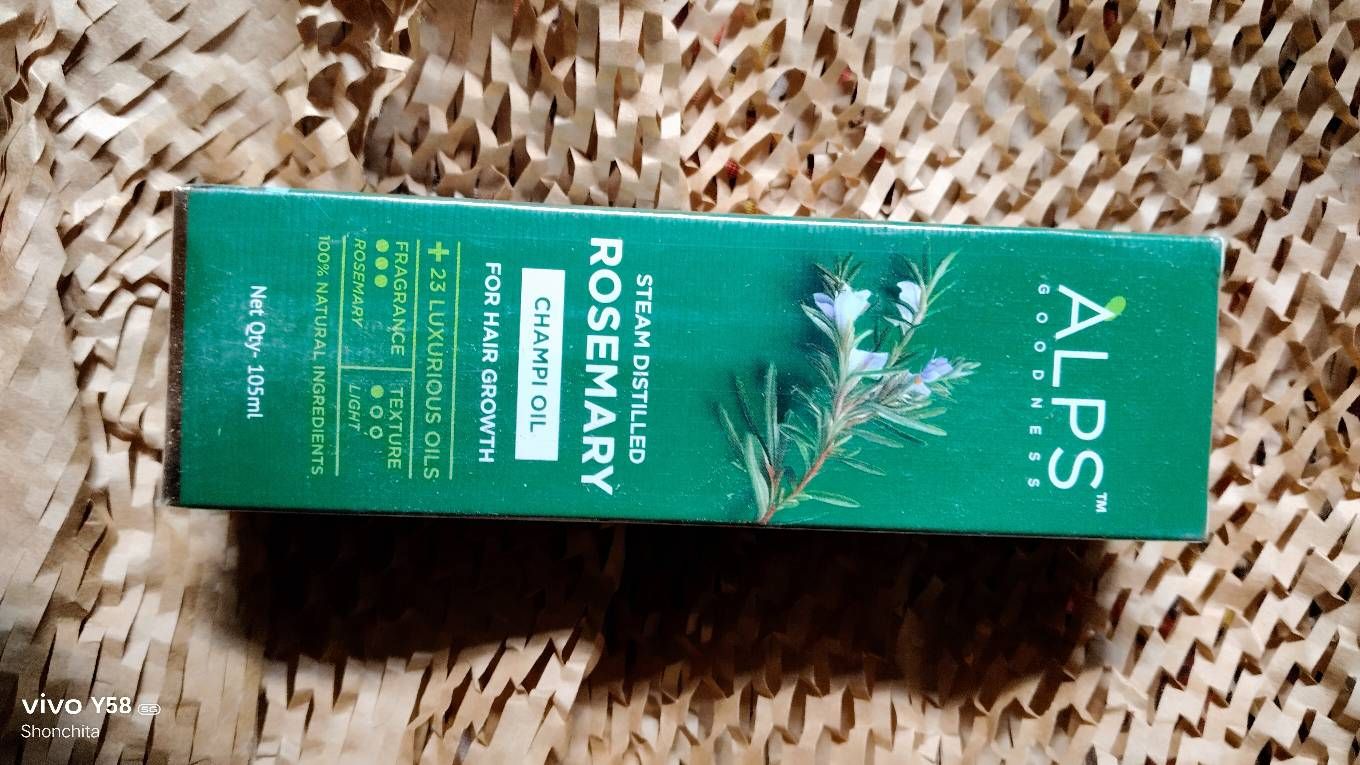 ALPS™
GOODNESS
STEAM DISTILLED
ROSEMARY
CHAMPI OIL
FOR HAIR GROWTH
+ 23 LUXURIOUS OILS
FRAGRANCE
ROSEMARY
TEXTURE
LIGHT
100% NATURAL INGREDIENTS
Net Qty- 105ml
vivo Y58 5G
Shonchita